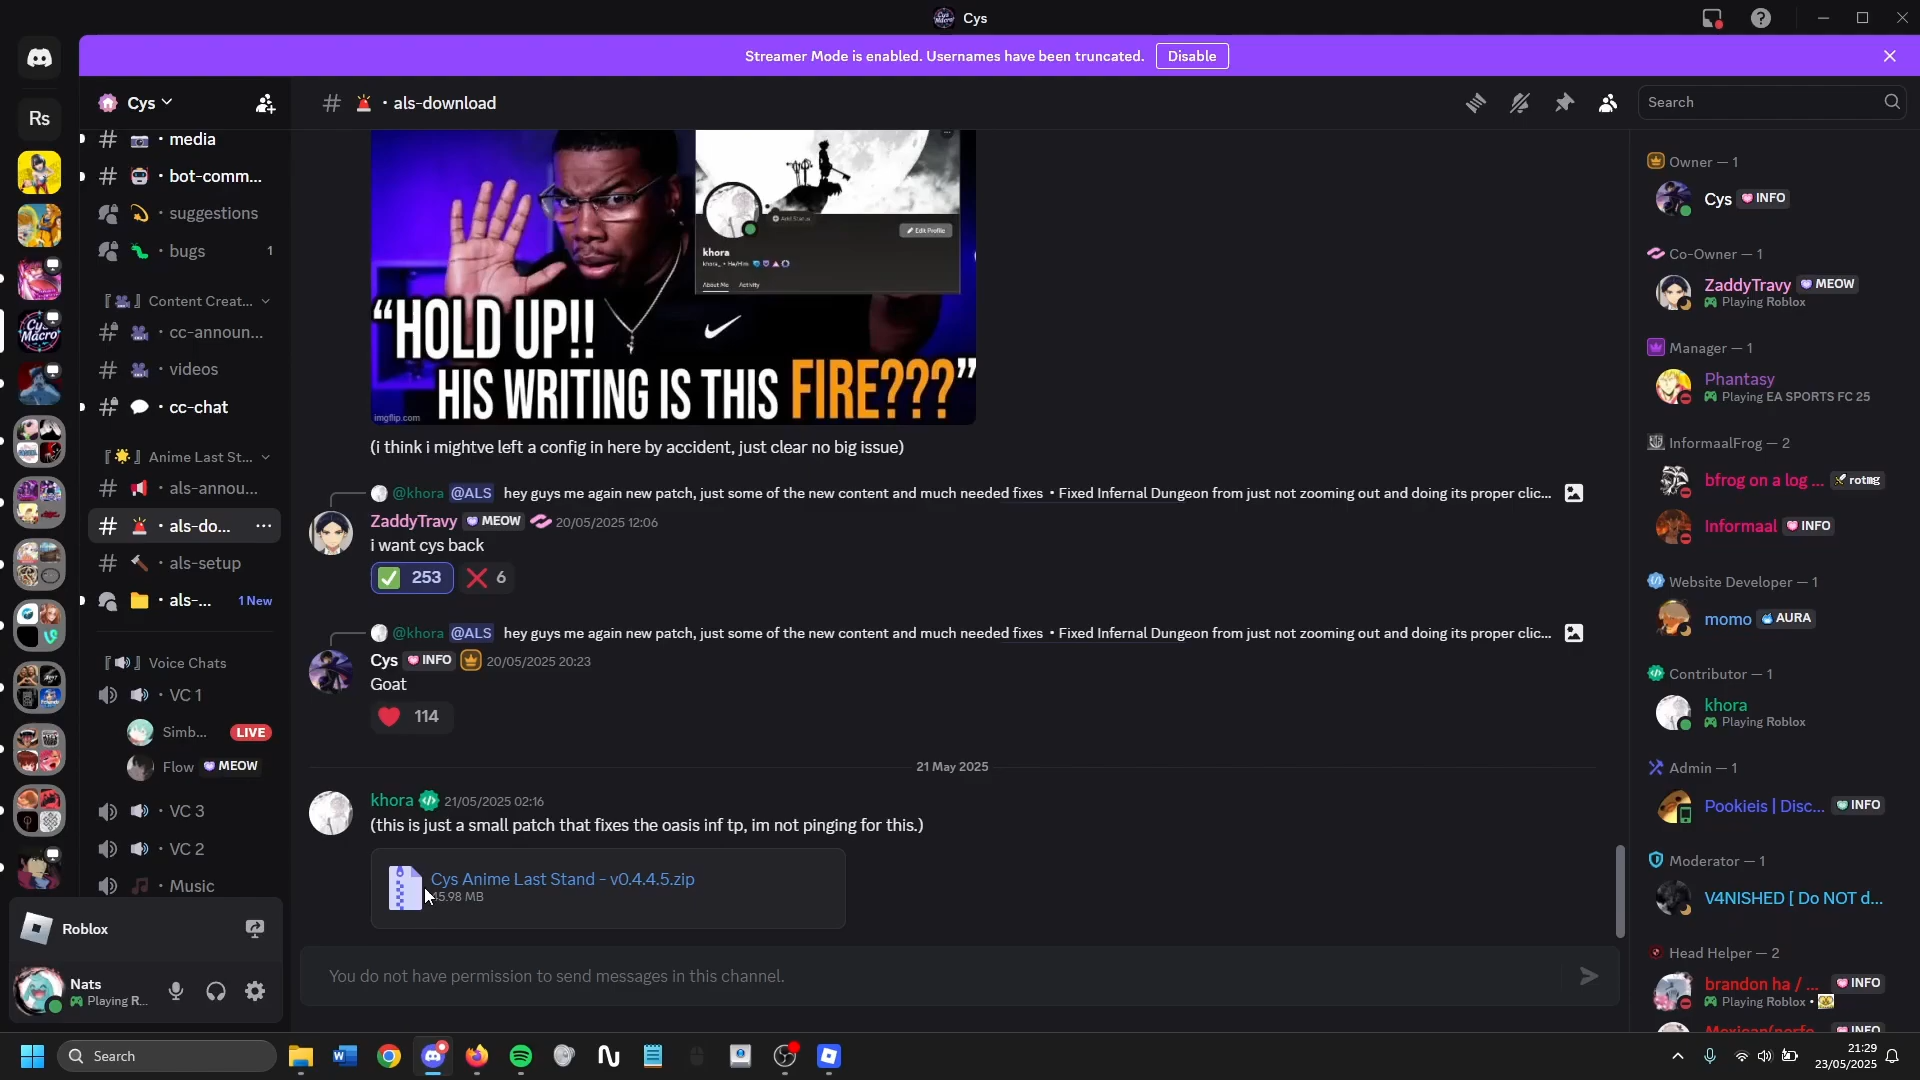 Cys
Streamer Mode is enabled. Usernames have been truncated.
Disable
Rs
Cys
Macro
Cys
media
bot-comm...
suggestions
bugs
1
『 』 Content Creat...
cc-announ...
videos
cc-chat
『 』 Anime Last St...
als-annou...
als-do...
als-setup
als-...
1 New
『 』 Voice Chats
VC 1
Simb...
LIVE
Flow
MEOW
VC 3
VC 2
Music
Roblox
Nats
Playing R...
# 🚨 · als-download
Search
Add Status
Edit Profile
khora
khora_ • He/Him
About Me
Activity
“HOLD UP!!
HIS WRITING IS THIS FIRE???”
imgflip.com
(i think i mightve left a config in here by accident, just clear no big issue)
@khora @ALS hey guys me again new patch, just some of the new content and much needed fixes • Fixed Infernal Dungeon from just not zooming out and doing its proper clic...
ZaddyTravy MEOW 20/05/2025 12:06
i want cys back
✅ 253 ❌ 6
@khora @ALS hey guys me again new patch, just some of the new content and much needed fixes • Fixed Infernal Dungeon from just not zooming out and doing its proper clic...
Cys INFO 20/05/2025 20:23
Goat
114
21 May 2025
khora 21/05/2025 02:16
(this is just a small patch that fixes the oasis inf tp, im not pinging for this.)
Cys Anime Last Stand - v0.4.4.5.zip
45.98 MB
You do not have permission to send messages in this channel.
Owner — 1
Cys INFO
Co-Owner — 1
ZaddyTravy MEOW
Playing Roblox
Manager — 1
Phantasy
Playing EA SPORTS FC 25
InformaalFrog — 2
bfrog on a log ... rotmg
Informaal INFO
Website Developer — 1
momo AURA
Contributor — 1
khora
Playing Roblox
Admin — 1
Pookieis | Disc... INFO
Moderator — 1
V4NISHED [ Do NOT d...
Head Helper — 2
brandon ha / ... INFO
Playing Roblox •
INFO
Search
21:29
23/05/2025